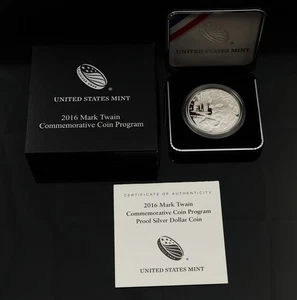 UNITED STATES MINT
2016 Mark Twain
Commemorative Coin Program
CERTIFICATE OF AUTHENTICITY
2016 Mark Twain
Commemorative Coin Program
Proof Silver Dollar Coin
UNITED STATES MINT